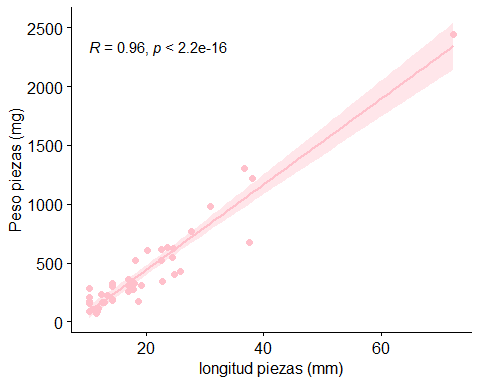 2500
R = 0.96, p < 2.2e-16
2000
1500
1000
500
0
Peso piezas (mg)
20 40 60
longitud piezas (mm)